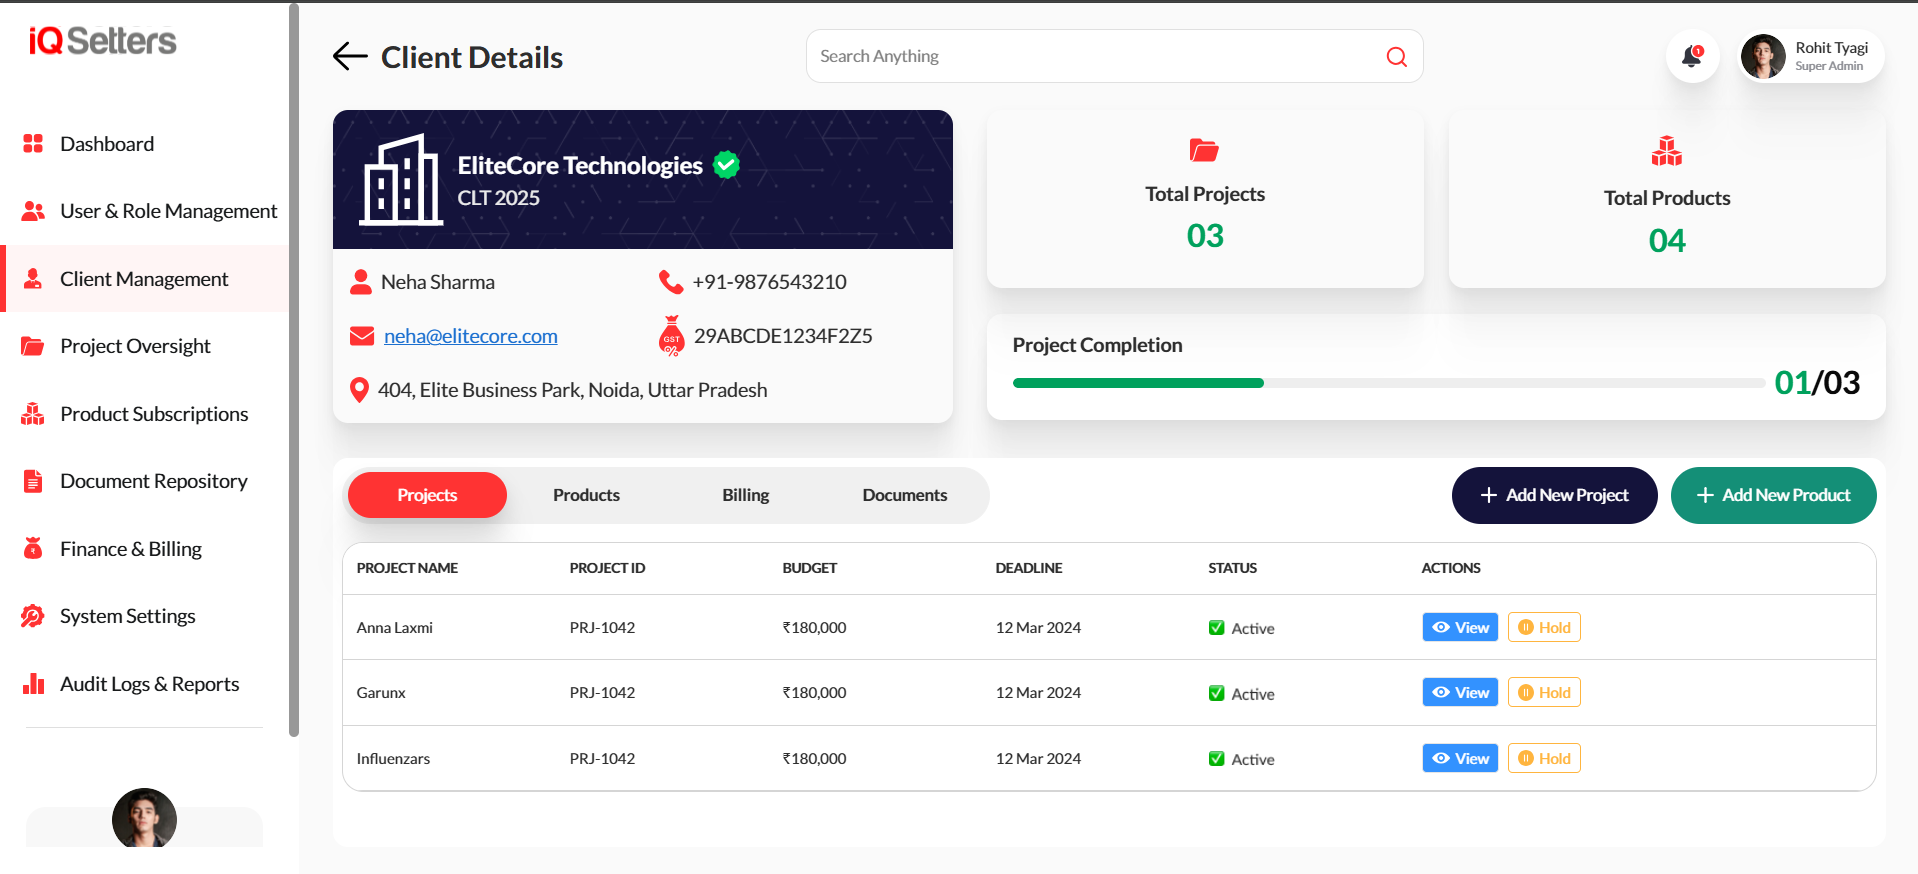 iQSetters
Dashboard
User & Role Management
Client Management
Project Oversight
Product Subscriptions
Document Repository
Finance & Billing
System Settings
Audit Logs & Reports
Client Details
Search Anything
1
Rohit Tyagi
Super Admin
EliteCore Technologies
CLT 2025
Neha Sharma
+91-9876543210
neha@elitecore.com
GST
%
29ABCDE1234F2Z5
404, Elite Business Park, Noida, Uttar Pradesh
Total Projects
03
Total Products
04
Project Completion
01/03
Projects Products Billing Documents
+ Add New Project
+ Add New Product
PROJECT NAME PROJECT ID BUDGET DEADLINE STATUS ACTIONS
Anna Laxmi PRJ-1042 ₹180,000 12 Mar 2024 ✅ Active View Hold
Garunx PRJ-1042 ₹180,000 12 Mar 2024 ✅ Active View Hold
Influenzars PRJ-1042 ₹180,000 12 Mar 2024 ✅ Active View Hold